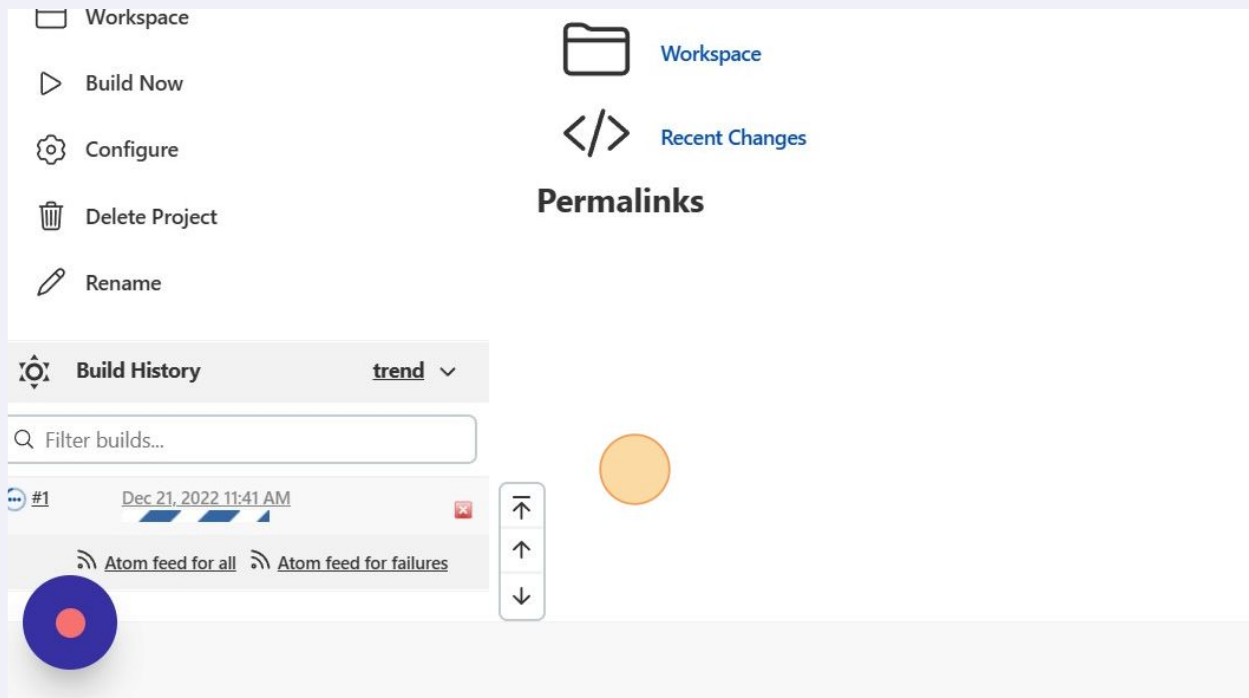 Workspace
Build Now
Configure
Delete Project
Rename
Build History trend
Filter builds...
#1 Dec 21, 2022 11:41 AM
Atom feed for all Atom feed for failures
Workspace
Recent Changes
Permalinks